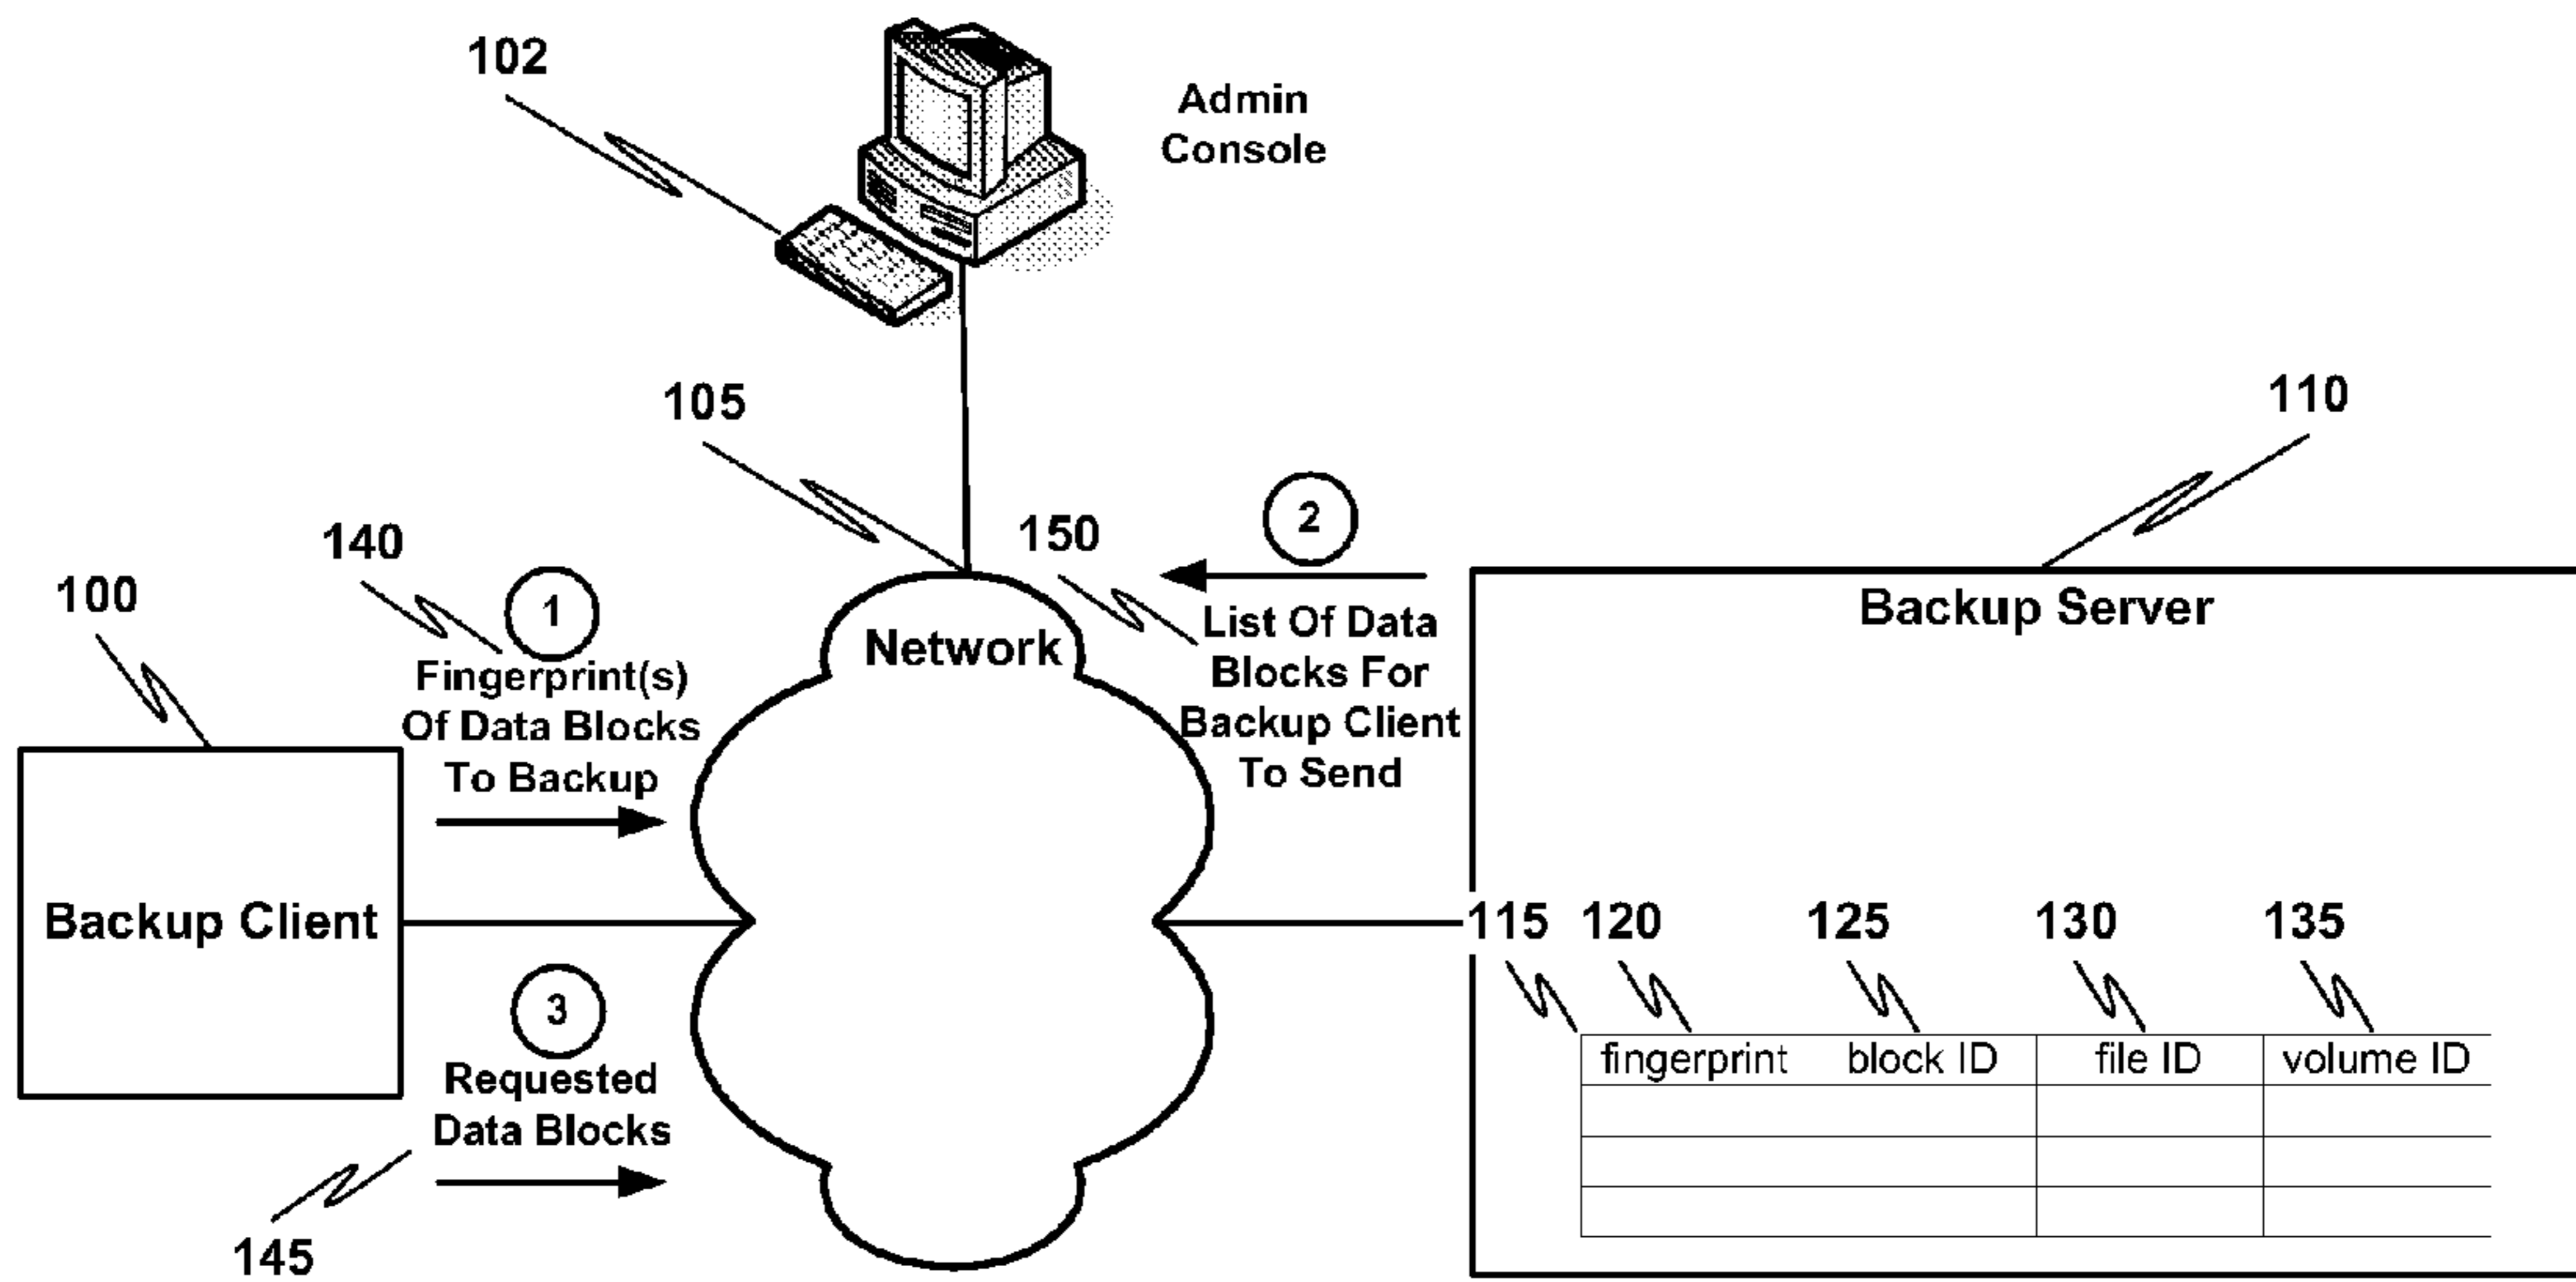 102
Admin
Console
105
110
140
150
2
100
1
Backup Server
Network
List Of Data
Blocks For
Backup Client
To Send
Fingerprint(s)
Of Data Blocks
To Backup
Backup Client
115 120 125 130 135
3
Requested
Data Blocks
fingerprint block ID file ID volume ID
145